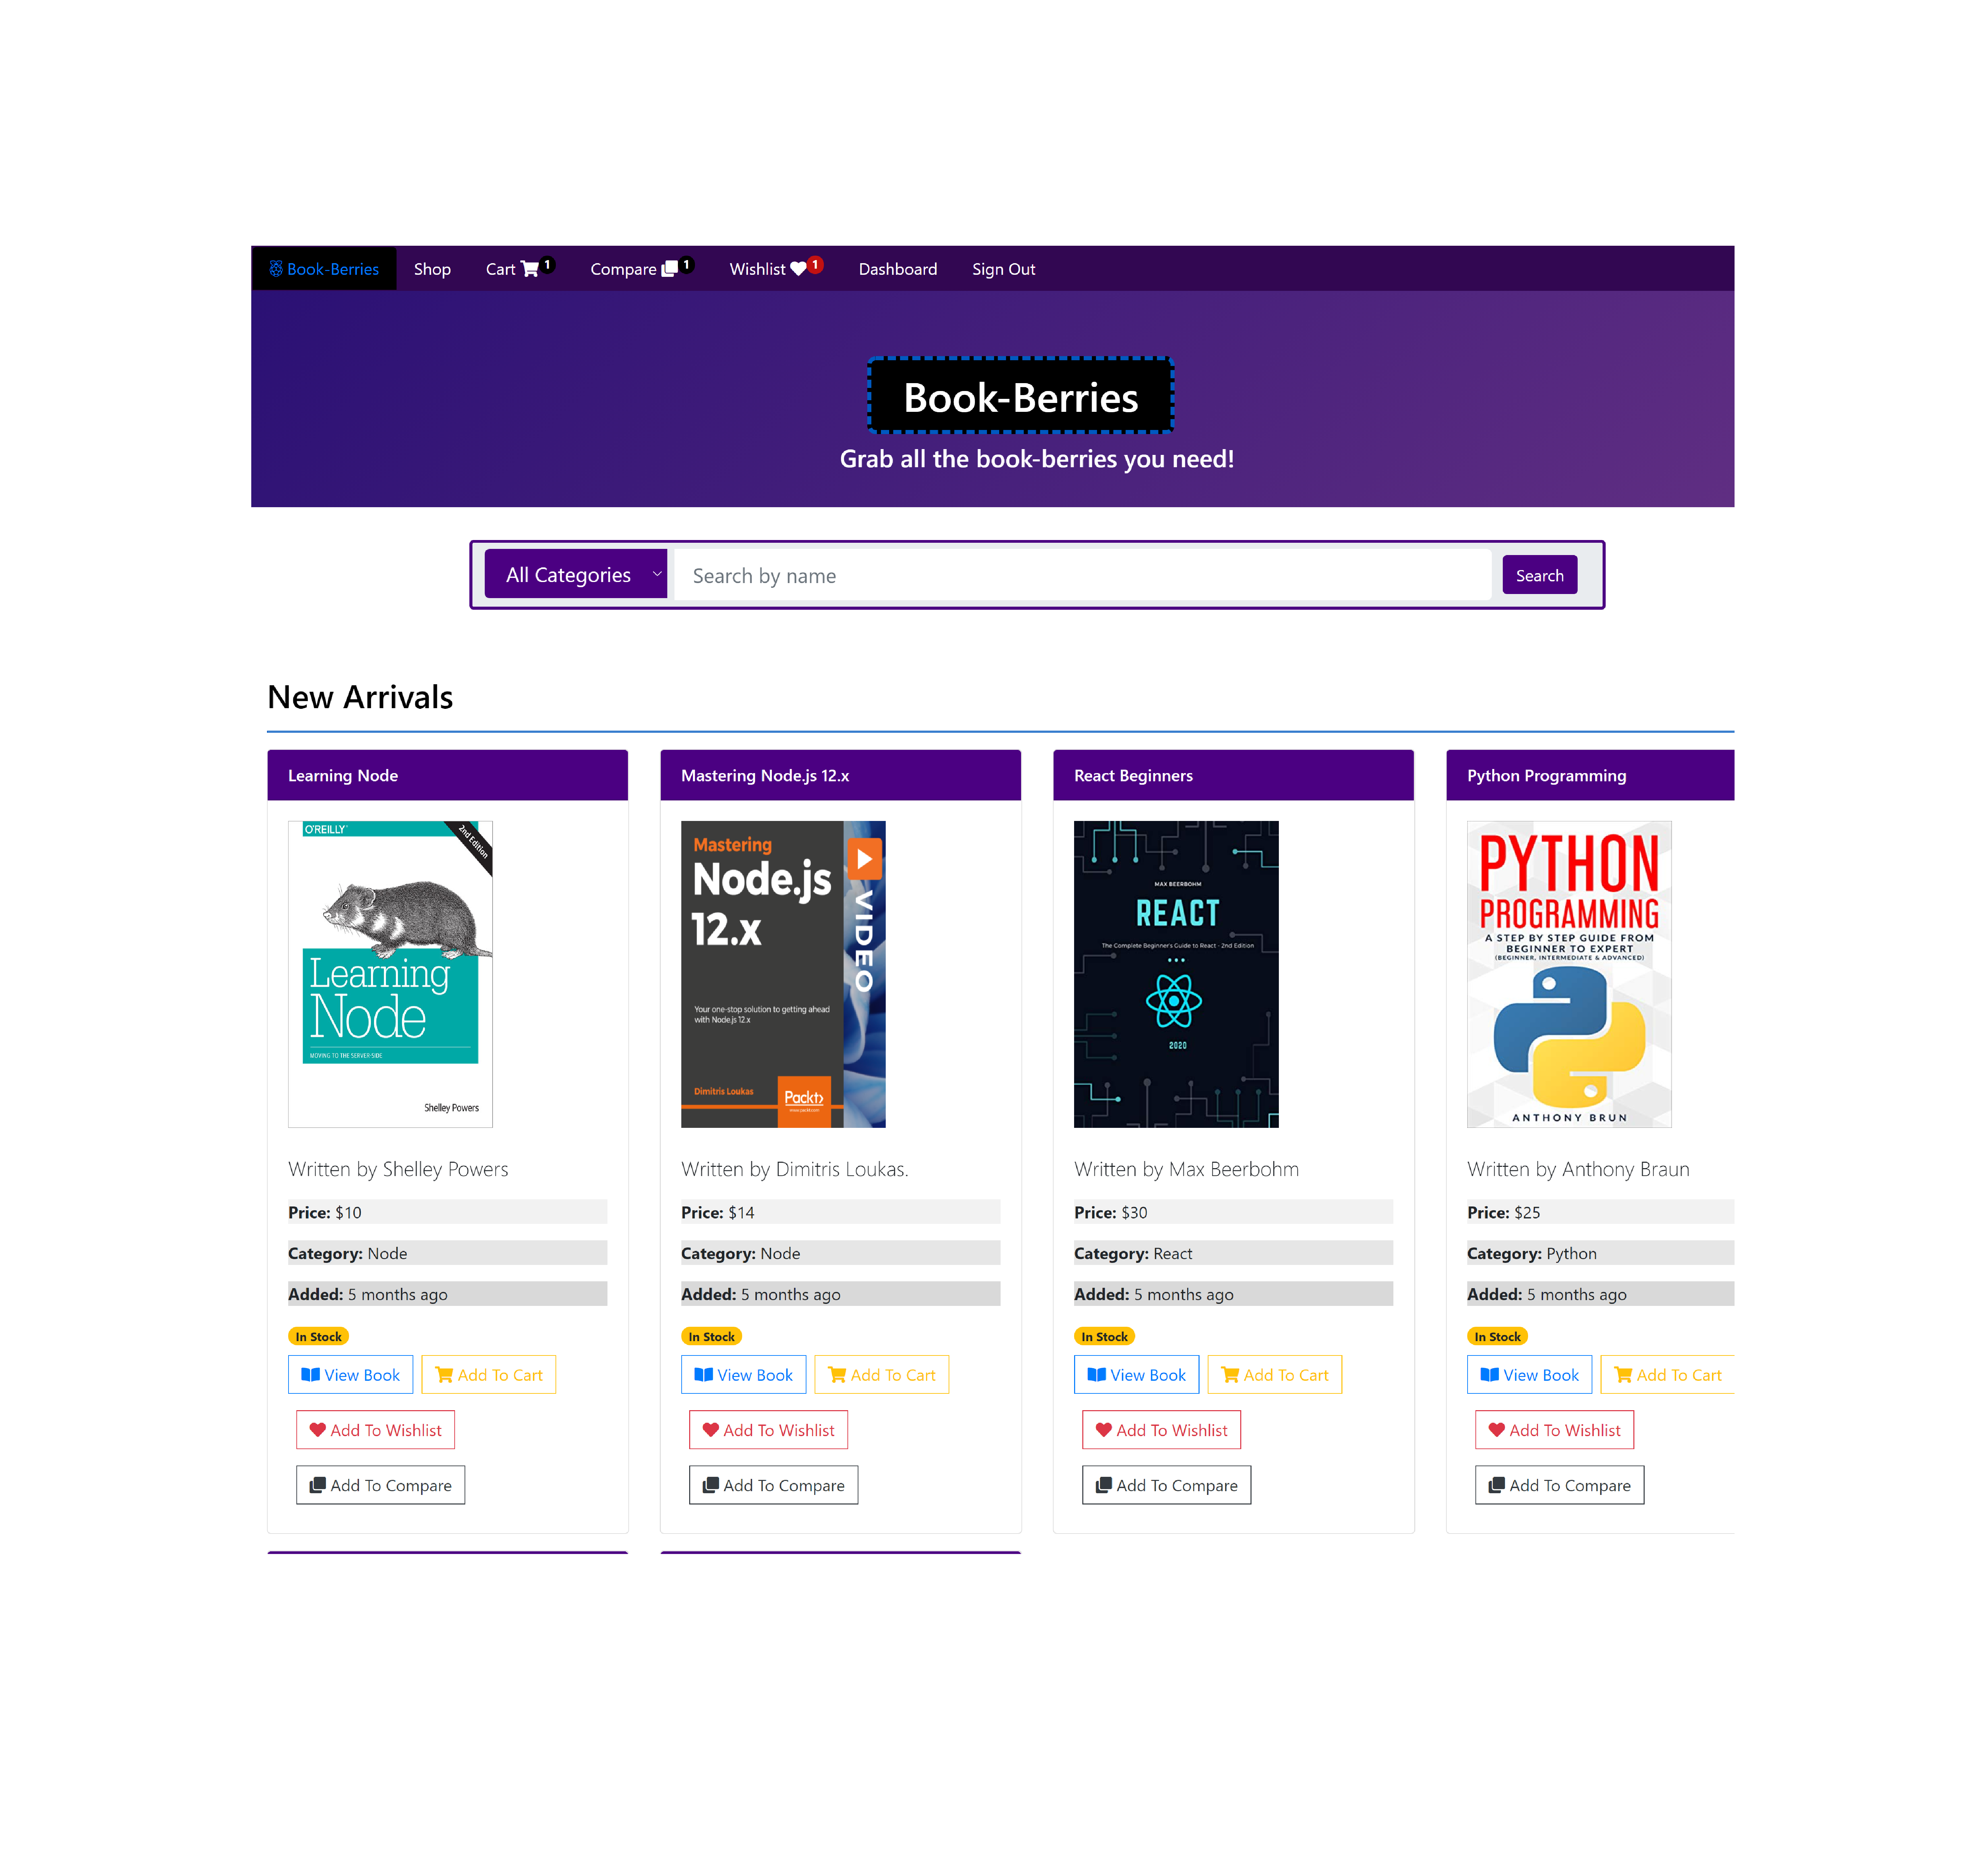 Book-Berries Shop Cart 1 Compare 1 Wishlist 1 Dashboard Sign Out
Book-Berries
Grab all the book-berries you need!
All Categories Search by name Search
New Arrivals
Learning Node
O'REILLY
2nd Edition
Learning
Node
MOVING TO THE SERVER-SIDE
Shelley Powers
Written by Shelley Powers
Price: $10
Category: Node
Added: 5 months ago
In Stock
View Book Add To Cart
Add To Wishlist
Add To Compare
Mastering Node.js 12.x
Mastering
Node.js
12.x
VIDEO
Your one-stop solution to getting ahead
with Node.js 12.x
Dimitris Loukas
Packt>
www.packt.com
Written by Dimitris Loukas.
Price: $14
Category: Node
Added: 5 months ago
In Stock
View Book Add To Cart
Add To Wishlist
Add To Compare
React Beginners
MAX BEERBOHM
REACT
The Complete Beginner's Guide to React - 2nd Edition
2020
Written by Max Beerbohm
Price: $30
Category: React
Added: 5 months ago
In Stock
View Book Add To Cart
Add To Wishlist
Add To Compare
Python Programming
PYTHON
PROGRAMMING
A STEP BY STEP GUIDE FROM
BEGINNER TO EXPERT
(BEGINNER, INTERMEDIATE & ADVANCED)
ANTHONY BRUN
Written by Anthony Braun
Price: $25
Category: Python
Added: 5 months ago
In Stock
View Book Add To Cart
Add To Wishlist
Add To Compare